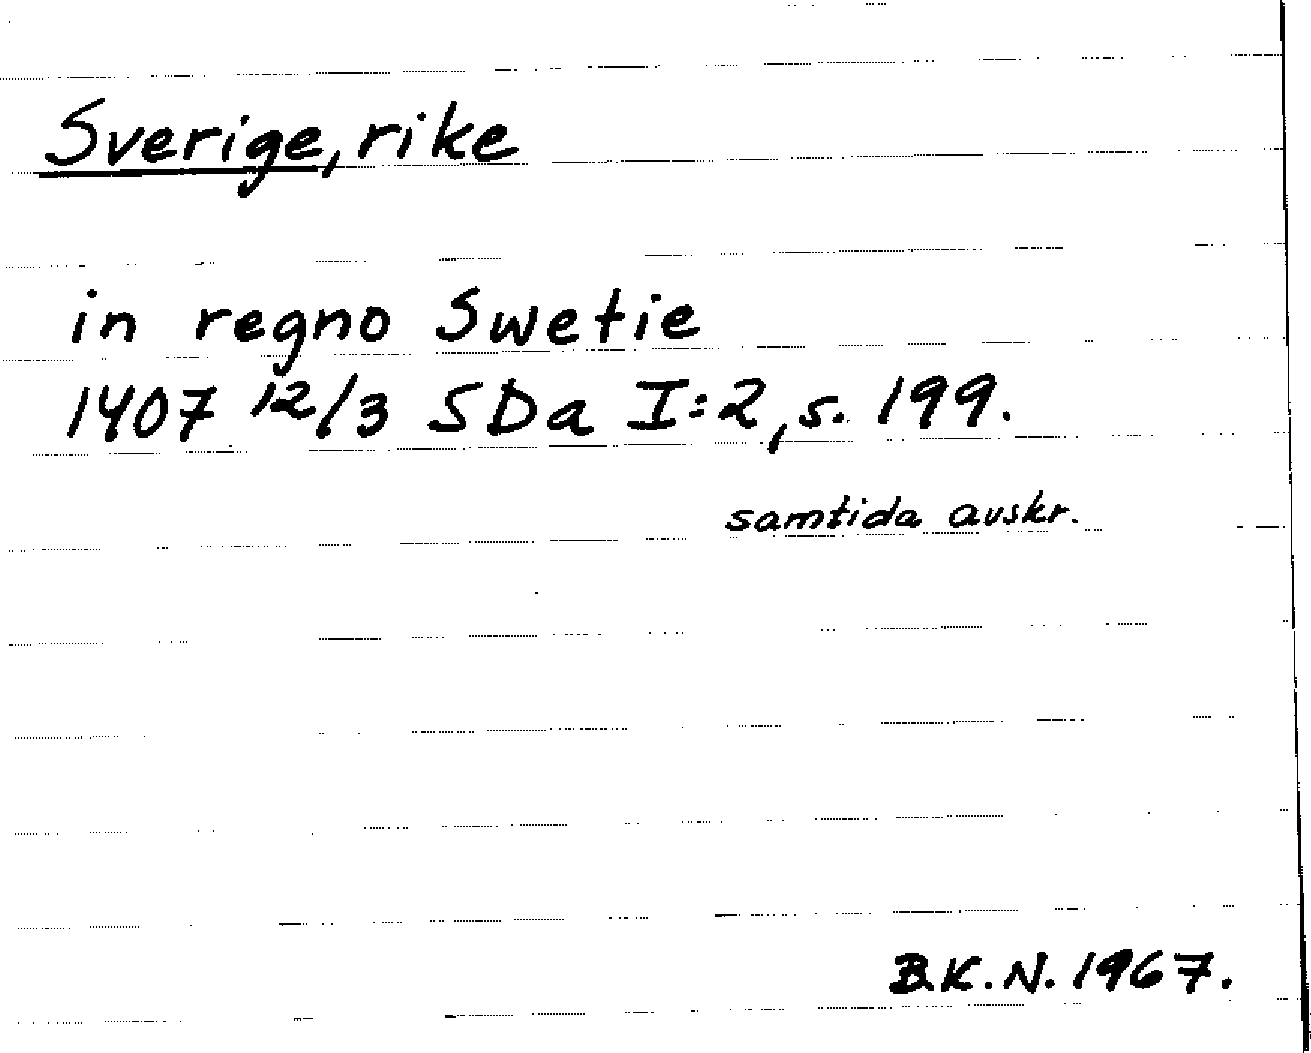 Sverige, rike
in regno Swetie
1407 12/3 SDa I:2, s. 199.
samtida avskr.
B.K.N. 1967.